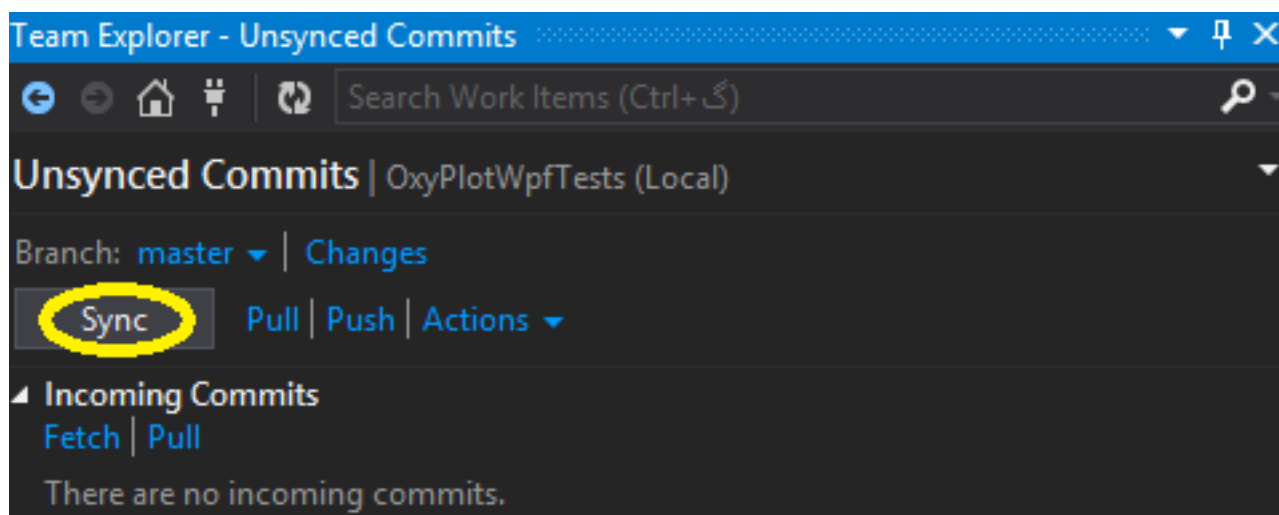 Team Explorer - Unsynced Commits
Search Work Items (Ctrl+گ)
Unsynced Commits | OxyPlotWpfTests (Local)
Branch: master | Changes
Sync Pull | Push | Actions
Incoming Commits
Fetch | Pull
There are no incoming commits.